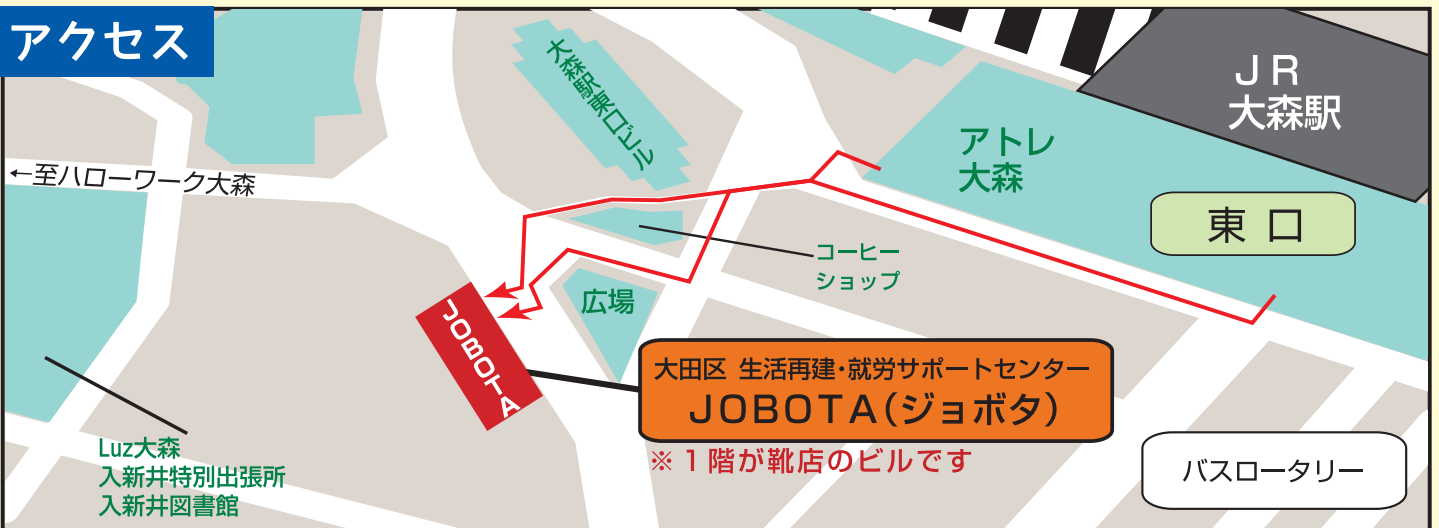 アクセス
大森駅東口ビル
JR
大森駅
アトレ
大森
←至ハローワーク大森
東口
コーヒー
ショップ
広場
JOBOTA
大田区 生活再建・就労サポートセンター
JOBOTA(ジョボタ)
※1階が靴店のビルです
Luz大森
入新井特別出張所
入新井図書館
バスロータリー